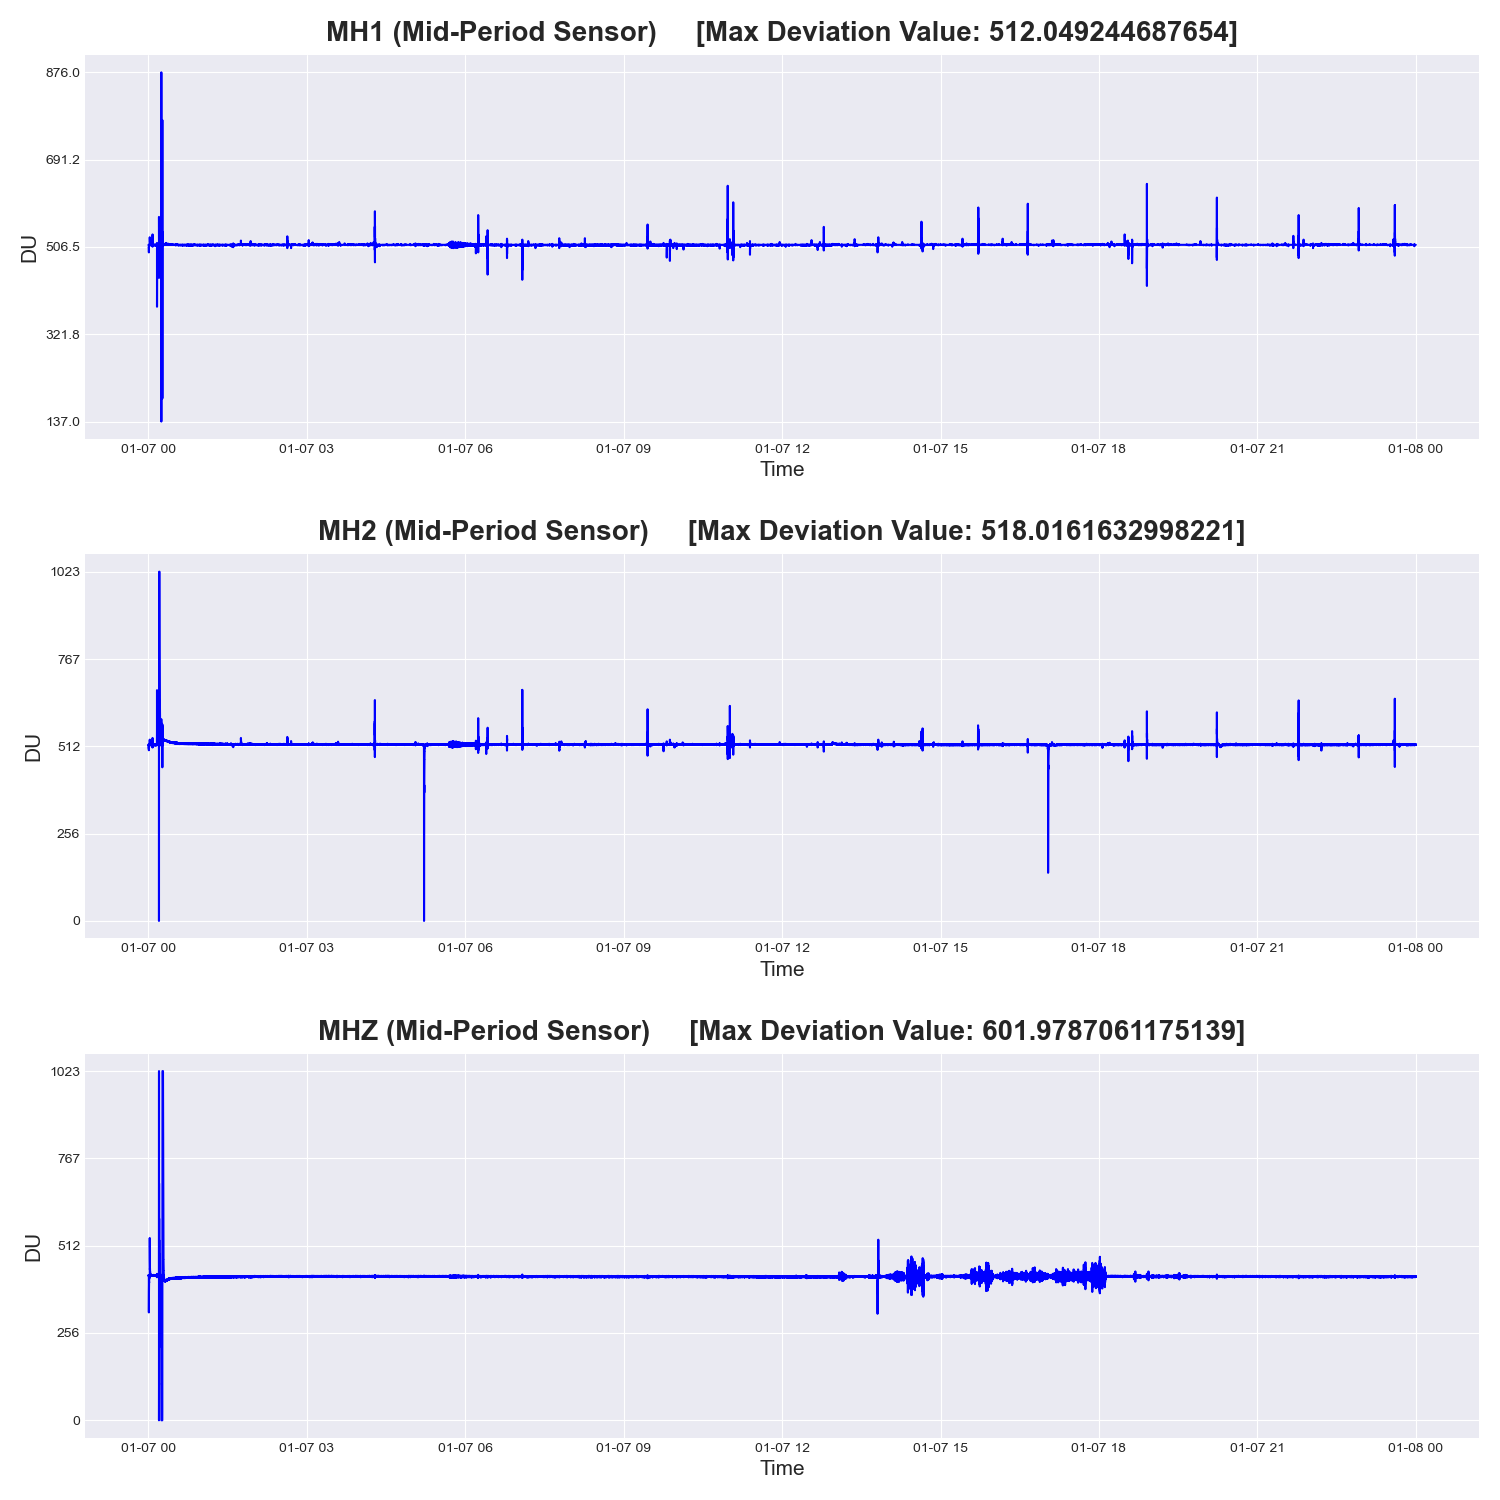 MH1 (Mid-Period Sensor) [Max Deviation Value: 512.049244687654]
876.0
691.2
506.5
321.8
137.0
DU
01-07 00 01-07 03 01-07 06 01-07 09 01-07 12 01-07 15 01-07 18 01-07 21 01-08 00
Time
MH2 (Mid-Period Sensor) [Max Deviation Value: 518.0161632998221]
1023
767
512
256
0
DU
01-07 00 01-07 03 01-07 06 01-07 09 01-07 12 01-07 15 01-07 18 01-07 21 01-08 00
Time
MHZ (Mid-Period Sensor) [Max Deviation Value: 601.9787061175139]
1023
767
512
256
0
DU
01-07 00 01-07 03 01-07 06 01-07 09 01-07 12 01-07 15 01-07 18 01-07 21 01-08 00
Time